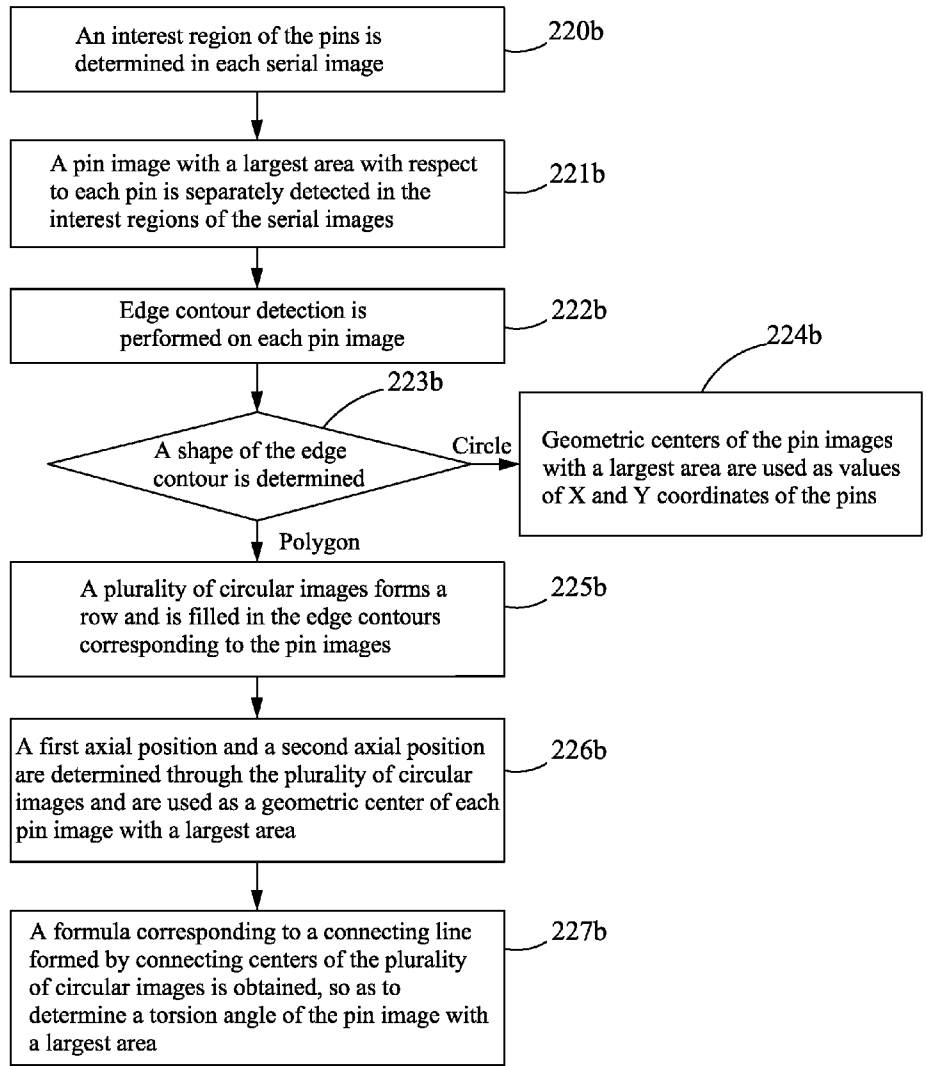 An interest region of the pins is
determined in each serial image
220b
A pin image with a largest area with respect
to each pin is separately detected in the
interest regions of the serial images
221b
Edge contour detection is
performed on each pin image
222b
223b
A shape of the edge
contour is determined
Circle
224b
Geometric centers of the pin images
with a largest area are used as values
of X and Y coordinates of the pins
Polygon
A plurality of circular images forms a
row and is filled in the edge contours
corresponding to the pin images
225b
A first axial position and a second axial position
are determined through the plurality of circular
images and are used as a geometric center of each
pin image with a largest area
226b
A formula corresponding to a connecting line
formed by connecting centers of the plurality
of circular images is obtained, so as to
determine a torsion angle of the pin image with
a largest area
227b